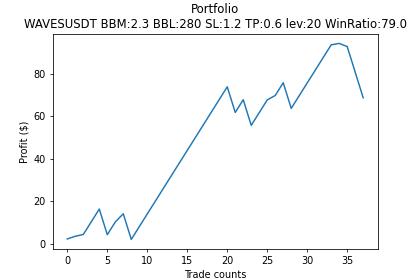 Portfolio
WAVESUSDT BBM:2.3 BBL:280 SL:1.2 TP:0.6 lev:20 WinRatio:79.0
Profit ($)
80
60
40
20
0
0 5 10 15 20 25 30 35
Trade counts